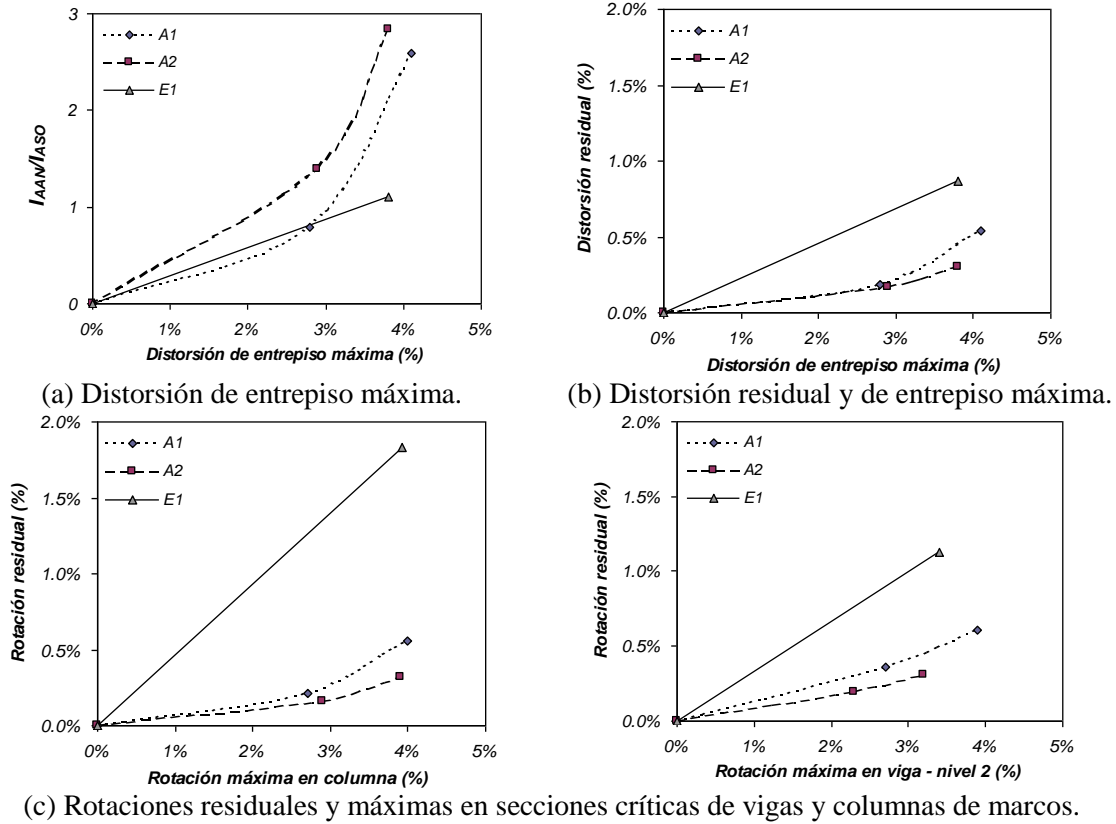 3
2
1
0
I_AAN/I_ASO
A1
A2
E1
0% 1% 2% 3% 4% 5%
Distorsión de entrepiso máxima (%)
(a) Distorsión de entrepiso máxima.
2.0%
1.5%
1.0%
0.5%
0.0%
Distorsión residual (%)
A1
A2
E1
0% 1% 2% 3% 4% 5%
Distorsión de entrepiso máxima (%)
(b) Distorsión residual y de entrepiso máxima.
2.0%
1.5%
1.0%
0.5%
0.0%
Rotación residual (%)
A1
A2
E1
0% 1% 2% 3% 4% 5%
Rotación máxima en columna (%)
2.0%
1.5%
1.0%
0.5%
0.0%
Rotación residual (%)
A1
A2
E1
0% 1% 2% 3% 4% 5%
Rotación máxima en viga - nivel 2 (%)
(c) Rotaciones residuales y máximas en secciones críticas de vigas y columnas de marcos.